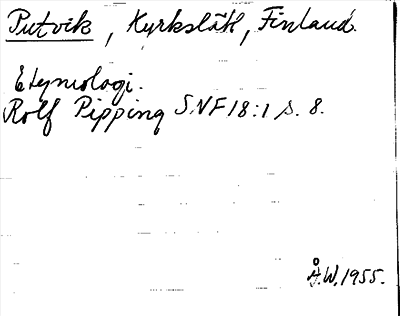 Putvik, Kyrkslätt, Finland.
Etymologi.
Rolf Pipping SNF 18:1 s. 8.
Å.W. 1955.